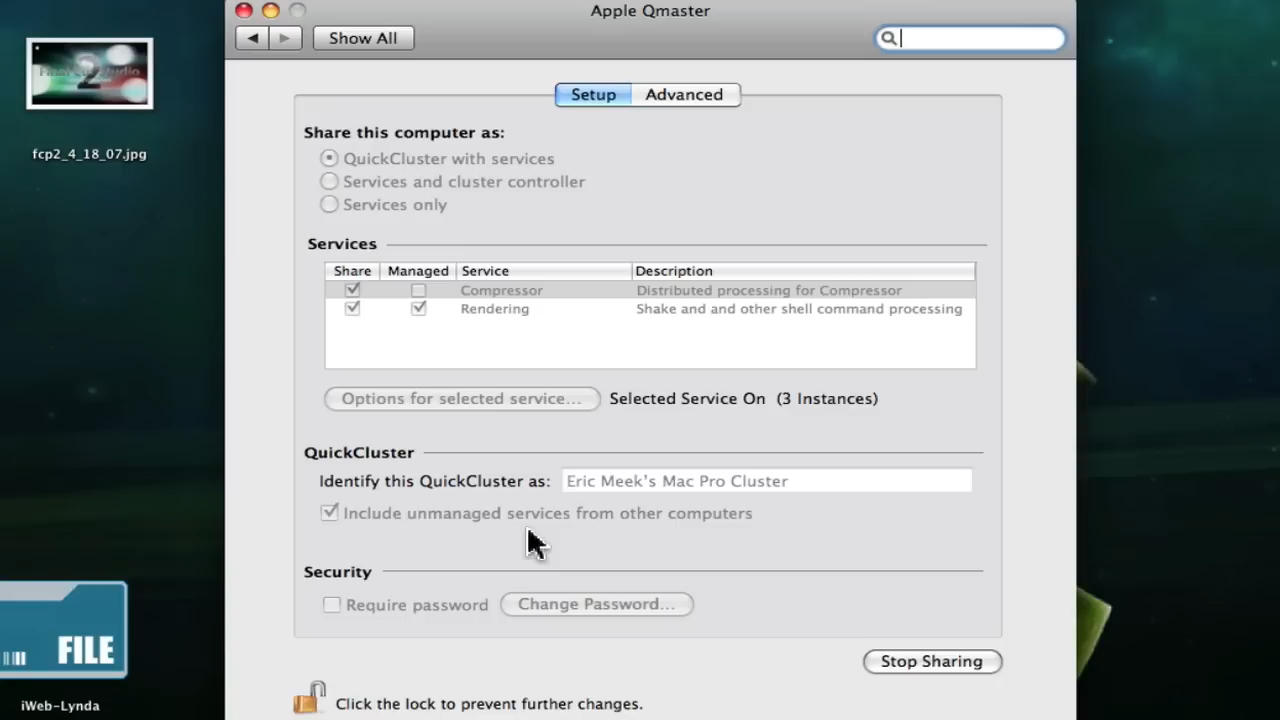 Apple Qmaster
Show All
Setup Advanced
Share this computer as:
QuickCluster with services
Services and cluster controller
Services only
Services
Share Managed Service Description
Compressor Distributed processing for Compressor
Rendering Shake and and other shell command processing
Options for selected service... Selected Service On (3 Instances)
QuickCluster
Identify this QuickCluster as: Eric Meek's Mac Pro Cluster
Include unmanaged services from other computers
Security
Require password Change Password...
Stop Sharing
Click the lock to prevent further changes.
Final Cut Studio
2
fcp2_4_18_07.jpg
FILE
iWeb-Lynda